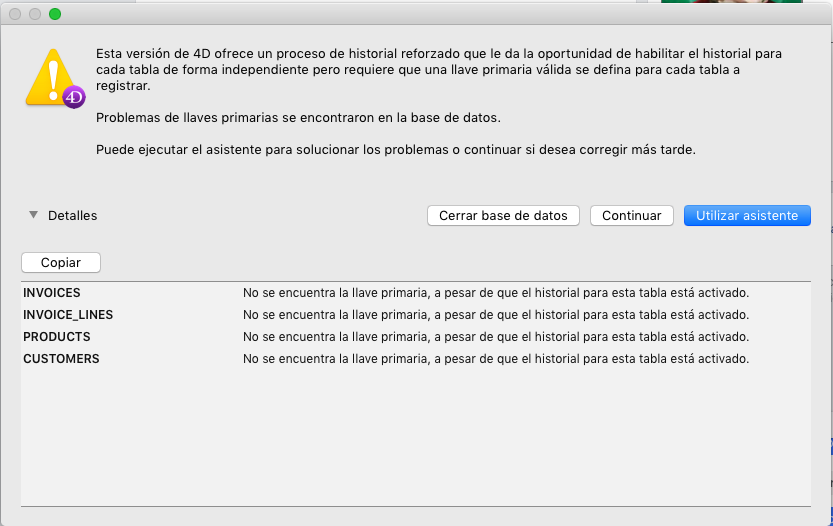 Esta versión de 4D ofrece un proceso de historial reforzado que le da la oportunidad de habilitar el historial para
cada tabla de forma independiente pero requiere que una llave primaria válida se defina para cada tabla a
registrar.
Problemas de llaves primarias se encontraron en la base de datos.
Puede ejecutar el asistente para solucionar los problemas o continuar si desea corregir más tarde.
4D
Detalles Cerrar base de datos Continuar Utilizar asistente
Copiar
INVOICES No se encuentra la llave primaria, a pesar de que el historial para esta tabla está activado.
INVOICE_LINES No se encuentra la llave primaria, a pesar de que el historial para esta tabla está activado.
PRODUCTS No se encuentra la llave primaria, a pesar de que el historial para esta tabla está activado.
CUSTOMERS No se encuentra la llave primaria, a pesar de que el historial para esta tabla está activado.